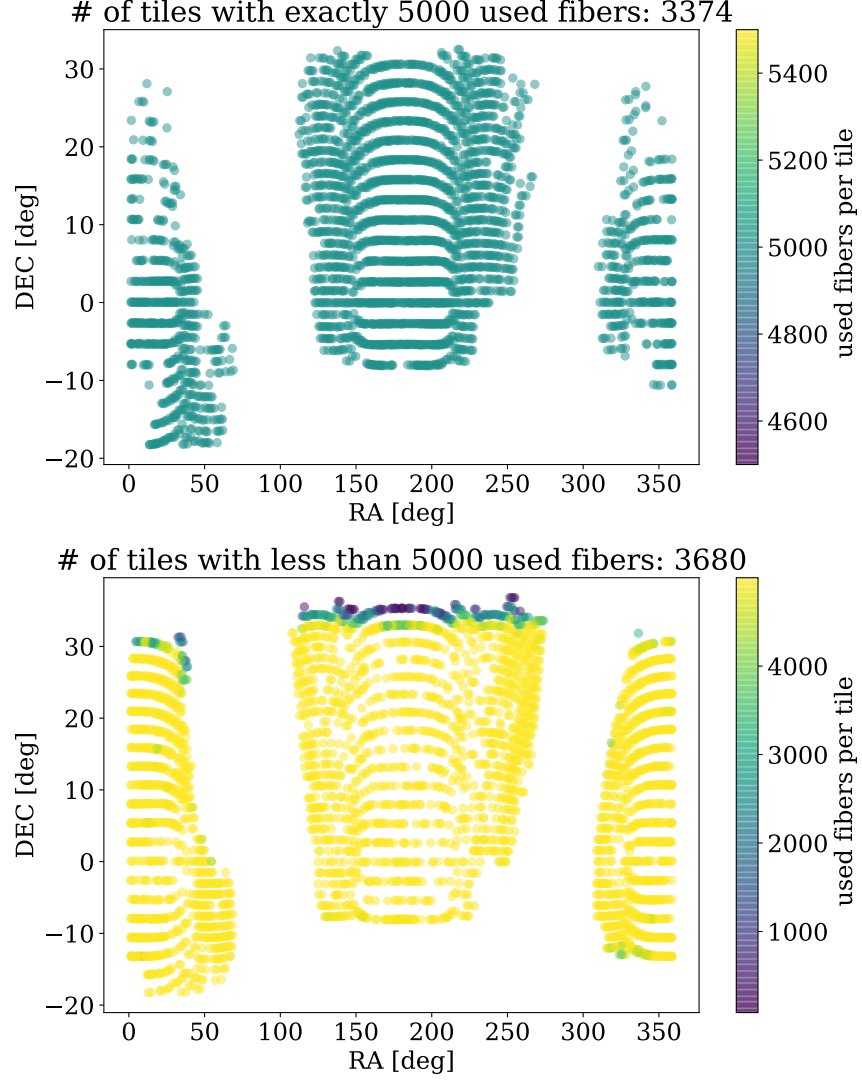 # of tiles with exactly 5000 used fibers: 3374
30
20
10
0
−10
−20
DEC [deg]
0 50 100 150 200 250 300 350
RA [deg]
5400
5200
5000
4800
4600
used fibers per tile
# of tiles with less than 5000 used fibers: 3680
30
20
10
0
−10
−20
DEC [deg]
0 50 100 150 200 250 300 350
RA [deg]
4000
3000
2000
1000
used fibers per tile